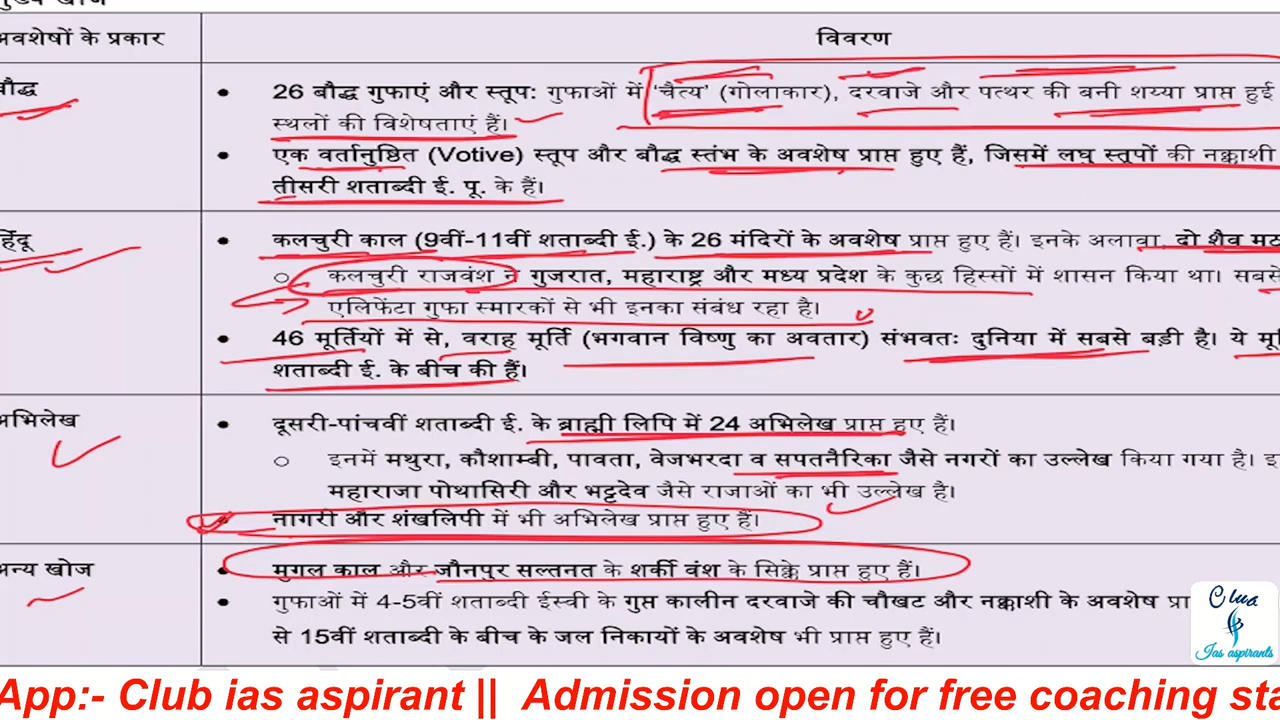 मुख्य खोज
अवशेषों के प्रकार
विवरण
बौद्ध
26 बौद्ध गुफाएं और स्तूप: गुफाओं में 'चैत्य' (गोलाकार), दरवाजे और पत्थर की बनी शय्या प्राप्त हुई
स्थलों की विशेषताएं हैं।
एक वर्तानुष्ठित (Votive) स्तूप और बौद्ध स्तंभ के अवशेष प्राप्त हुए हैं, जिसमें लघु स्तूपों की नक्काशी
तीसरी शताब्दी ई. पू. के हैं।
हिंदू
कलचुरी काल (9वीं-11वीं शताब्दी ई.) के 26 मंदिरों के अवशेष प्राप्त हुए हैं। इनके अलावा, दो शैव मठ
कलचुरी राजवंश ने गुजरात, महाराष्ट्र और मध्य प्रदेश के कुछ हिस्सों में शासन किया था। सबसे
एलिफेंटा गुफा स्मारकों से भी इनका संबंध रहा है।
46 मूर्तियों में से, वराह मूर्ति (भगवान विष्णु का अवतार) संभवतः दुनिया में सबसे बड़ी है। ये
शताब्दी ई. के बीच की हैं।
अभिलेख
दूसरी-पांचवीं शताब्दी ई. के ब्राह्मी लिपि में 24 अभिलेख प्राप्त हुए हैं।
इनमें मथुरा, कौशाम्बी, पावता, वेजभरदा व सपतनैरिका जैसे नगरों का उल्लेख किया गया है।
महाराजा पोथासिरी और भट्टदेव जैसे राजाओं का भी उल्लेख है।
नागरी और शंखलिपी में भी अभिलेख प्राप्त हुए हैं।
अन्य खोज
मुगल काल और जौनपुर सल्तनत के शर्की वंश के सिक्के प्राप्त हुए हैं।
गुफाओं में 4-5वीं शताब्दी ईस्वी के गुप्त कालीन दरवाजे की चौखट और नक्काशी के अवशेष
से 15वीं शताब्दी के बीच के जल निकायों के अवशेष भी प्राप्त हुए हैं।
Club
Ias aspirants
App:- Club ias aspirant || Admission open for free coaching sta